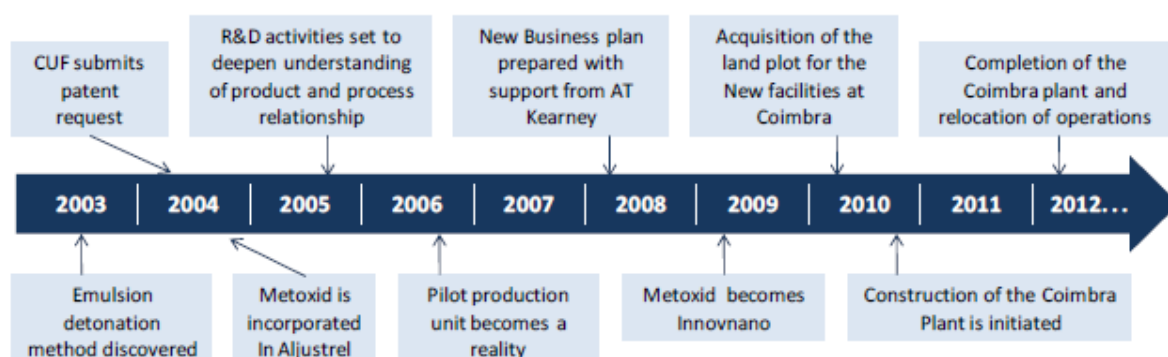 CUF submits
patent
request
R&D activities set to
deepen understanding
of product and process
relationship
New Business plan
prepared with
support from AT
Kearney
Acquisition of the
land plot for the
New facilities at
Coimbra
Completion of the
Coimbra plant and
relocation of operations
2003
2004
2005
2006
2007
2008
2009
2010
2011
2012...
Emulsion
detonation
method discovered
Metoxid is
incorporated
In Aljustrel
Pilot production
unit becomes a
reality
Metoxid becomes
Innovnano
Construction of the Coimbra
Plant is initiated